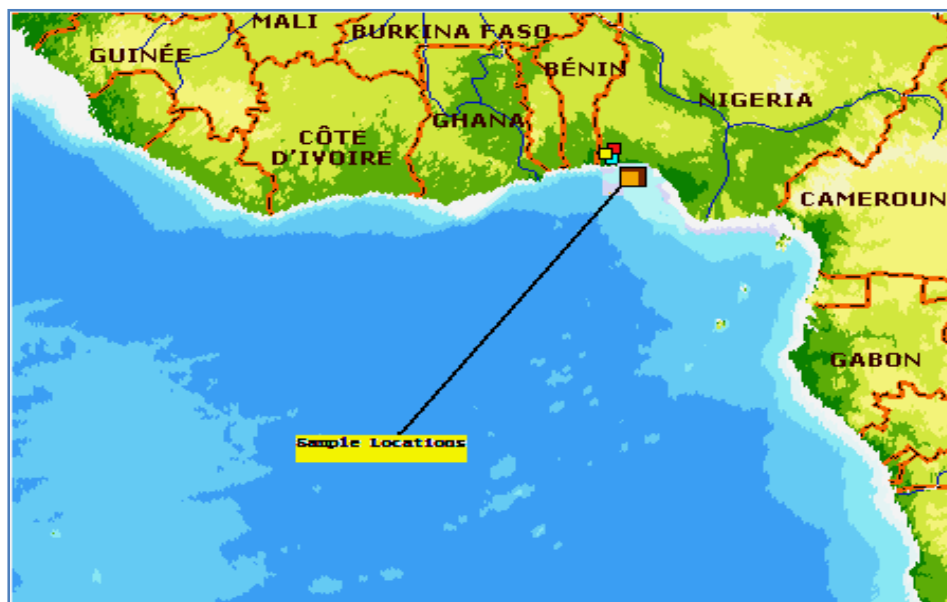 MALI
BURKINA FASO
GUINÉE
BÉNIN
NIGERIA
GHANA
CÔTE
D'IVOIRE
CAMEROUN
GABON
Sample Locations